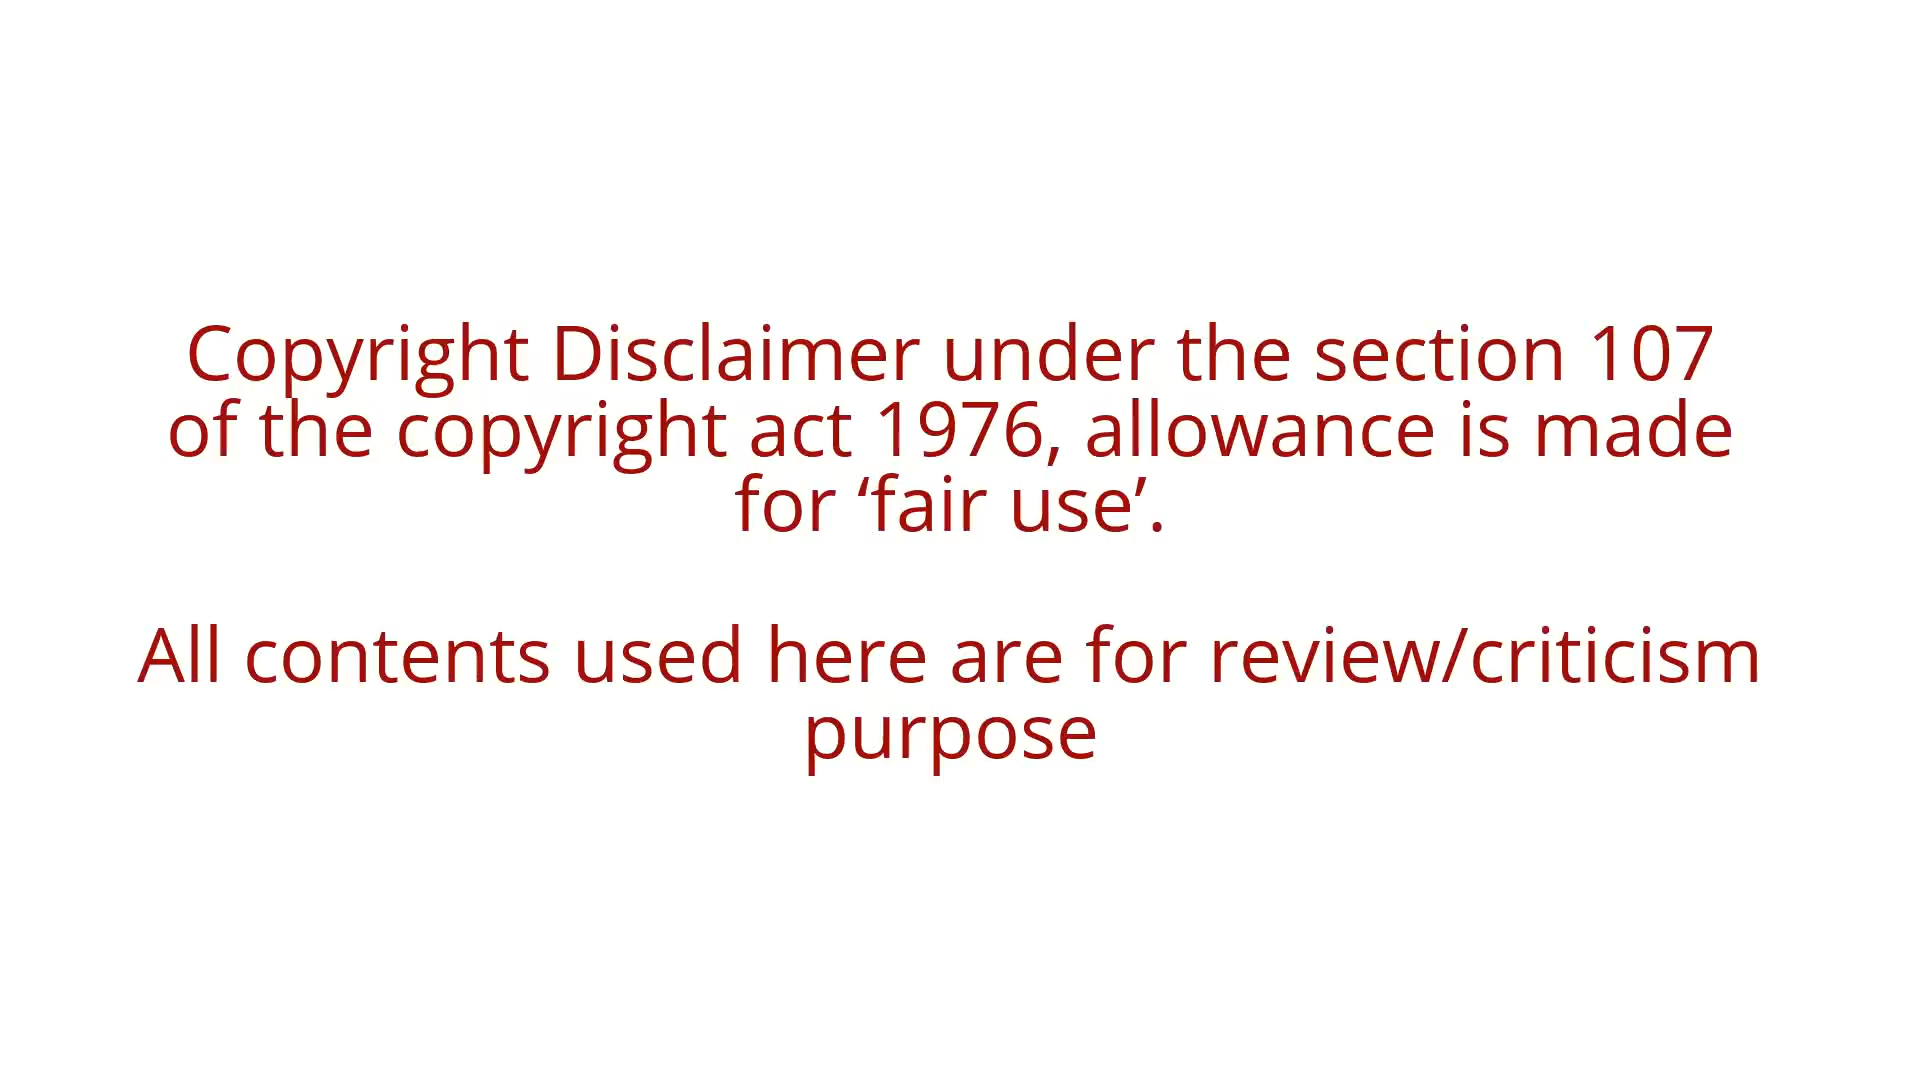 Copyright Disclaimer under the section 107
of the copyright act 1976, allowance is made
for ‘fair use’.
All contents used here are for review/criticism
purpose